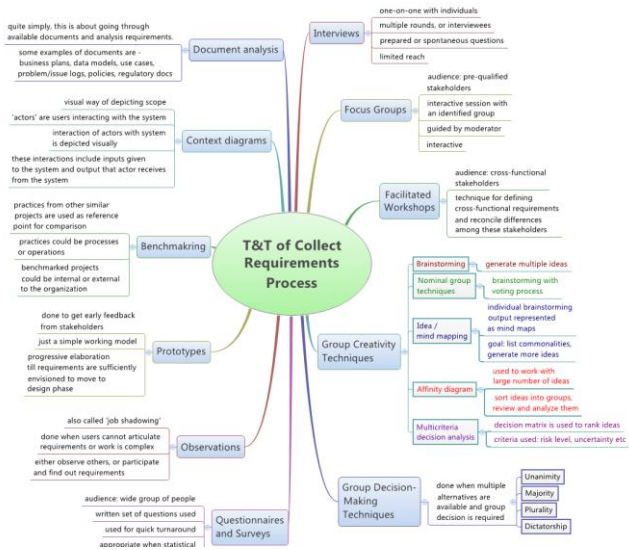 T&T of Collect
Requirements
Process
Interviews
one-on-one with individuals
multiple rounds, or interviewees
prepared or spontaneous questions
limited reach
Focus Groups
audience: pre-qualified
stakeholders
interactive session with
an identified group
guided by moderator
interactive
Facilitated
Workshops
audience: cross-functional
stakeholders
technique for defining
cross-functional requirements
and reconcile differences
among these stakeholders
Group Creativity
Techniques
Brainstorming
generate multiple ideas
Nominal group
techniques
brainstorming with
voting process
Idea /
mind mapping
individual brainstorming
output represented
as mind maps
goal: list commonalities,
generate more ideas
Affinity diagram
used to work with
large number of ideas
sort ideas into groups,
review and analyze them
Multicriteria
decision analysis
decision matrix is used to rank ideas
criteria used: risk level, uncertainty etc
Group Decision-
Making
Techniques
done when multiple
alternatives are
available and group
decision is required
Unanimity
Majority
Plurality
Dictatorship
Document analysis
quite simply, this is about going through
available documents and analysis requirements.
some examples of documents are -
business plans, data models, use cases,
problem/issue logs, policies, regulatory docs
Context diagrams
visual way of depicting scope
'actors' are users interacting with the system
interaction of actors with system
is depicted visually
these interactions include inputs given
to the system and output that actor receives
from the system
Benchmakring
practices from other similar
projects are used as reference
point for comparison
practices could be processes
or operations
benchmarked projects
could be internal or external
to the organization
Prototypes
done to get early feedback
from stakeholders
just a simple working model
progressive elaboration
till requirements are sufficiently
envisioned to move to
design phase
Observations
also called 'job shadowing'
done when users cannot articulate
requirements or work is complex
either observe others, or participate
and find out requirements
Questionnaires
and Surveys
audience: wide group of people
written set of questions used
used for quick turnaround
appropriate when statistical